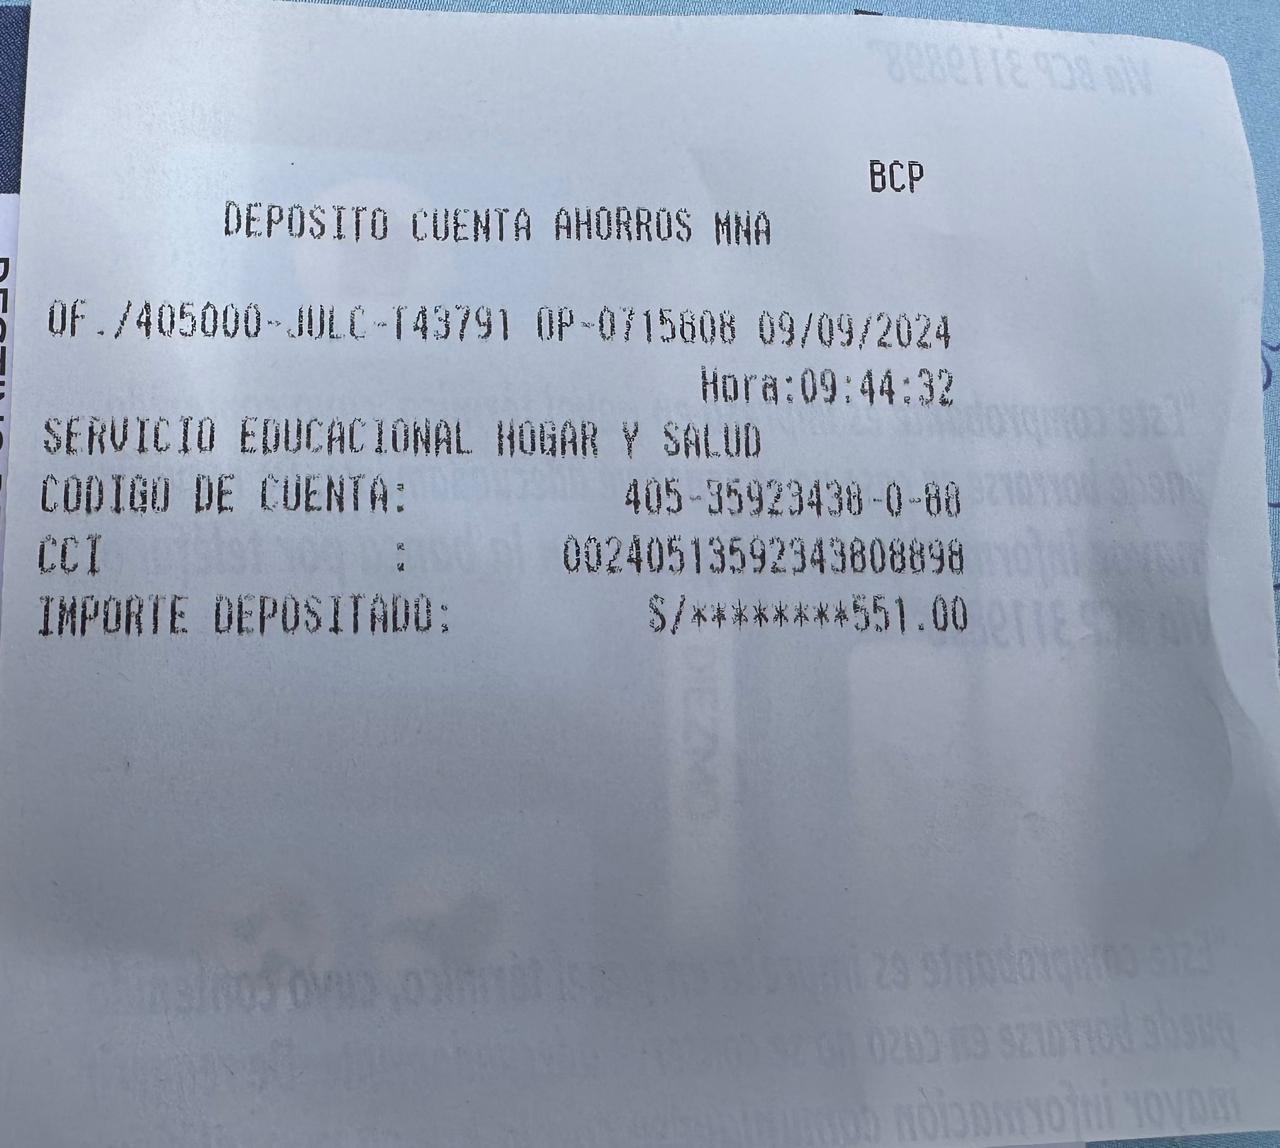 BCP
DEPOSITO CUENTA AHORROS MNA
OF./405000-JULC-T43791 OP-0715608 09/09/2024
Hora:09:44:32
SERVICIO EDUCACIONAL HOGAR Y SALUD
CODIGO DE CUENTA: 405-35923438-0-88
CCI : 00240513592343808898
IMPORTE DEPOSITADO: S/********551.00